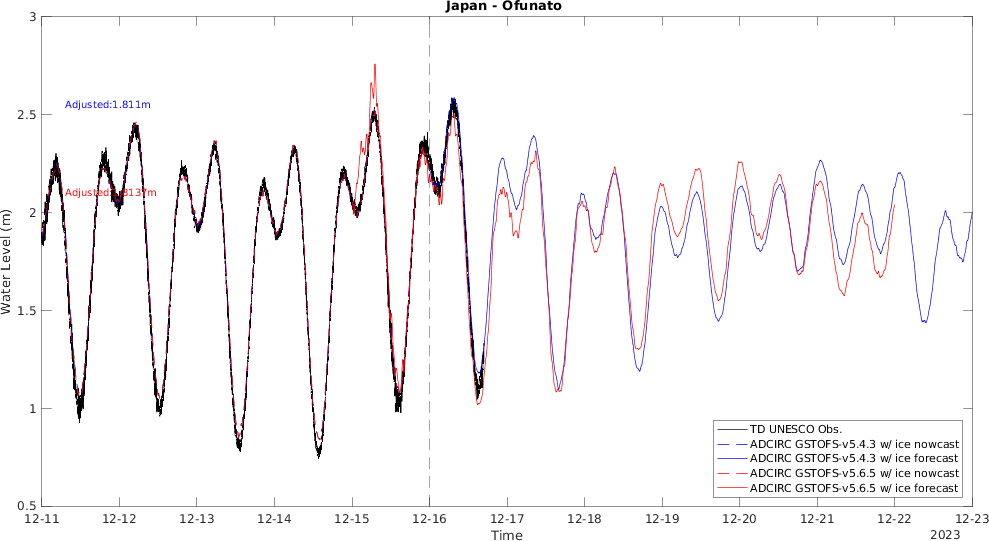 Japan - Ofunato
3
2.5
2
1.5
1
0.5
Water Level (m)
Adjusted:1.811m
12-11
12-12
12-13
12-14
12-15
12-16
12-17
12-18
12-19
12-20
12-21
12-22
12-23
Time
2023
TD UNESCO Obs.
ADCIRC GSTOFS-v5.4.3 w/ ice nowcast
ADCIRC GSTOFS-v5.4.3 w/ ice forecast
ADCIRC GSTOFS-v5.6.5 w/ ice nowcast
ADCIRC GSTOFS-v5.6.5 w/ ice forecast